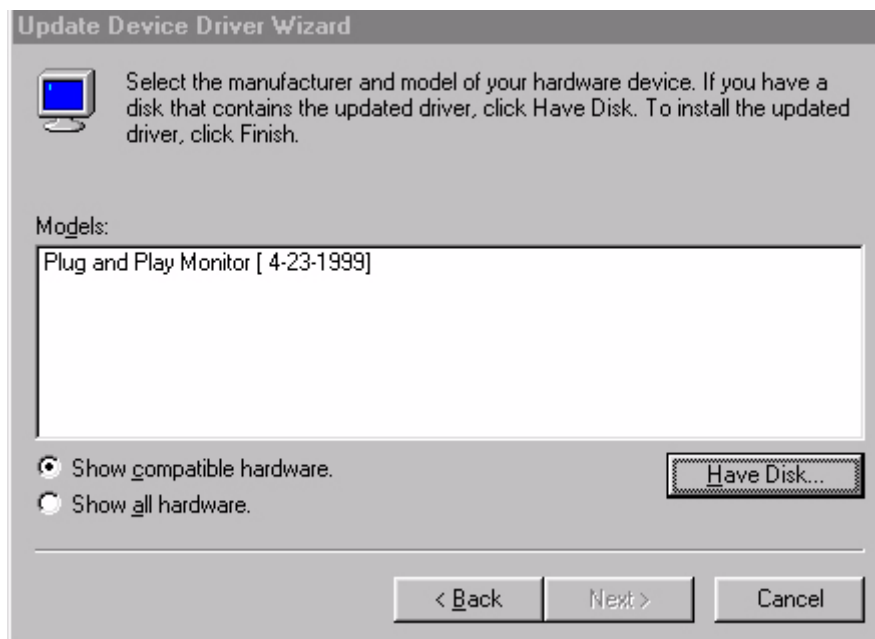 Update Device Driver Wizard
Select the manufacturer and model of your hardware device. If you have a
disk that contains the updated driver, click Have Disk. To install the updated
driver, click Finish.
Models:
Plug and Play Monitor [ 4-23-1999]
Show compatible hardware.
Show all hardware.
Have Disk...
< Back
Next >
Cancel